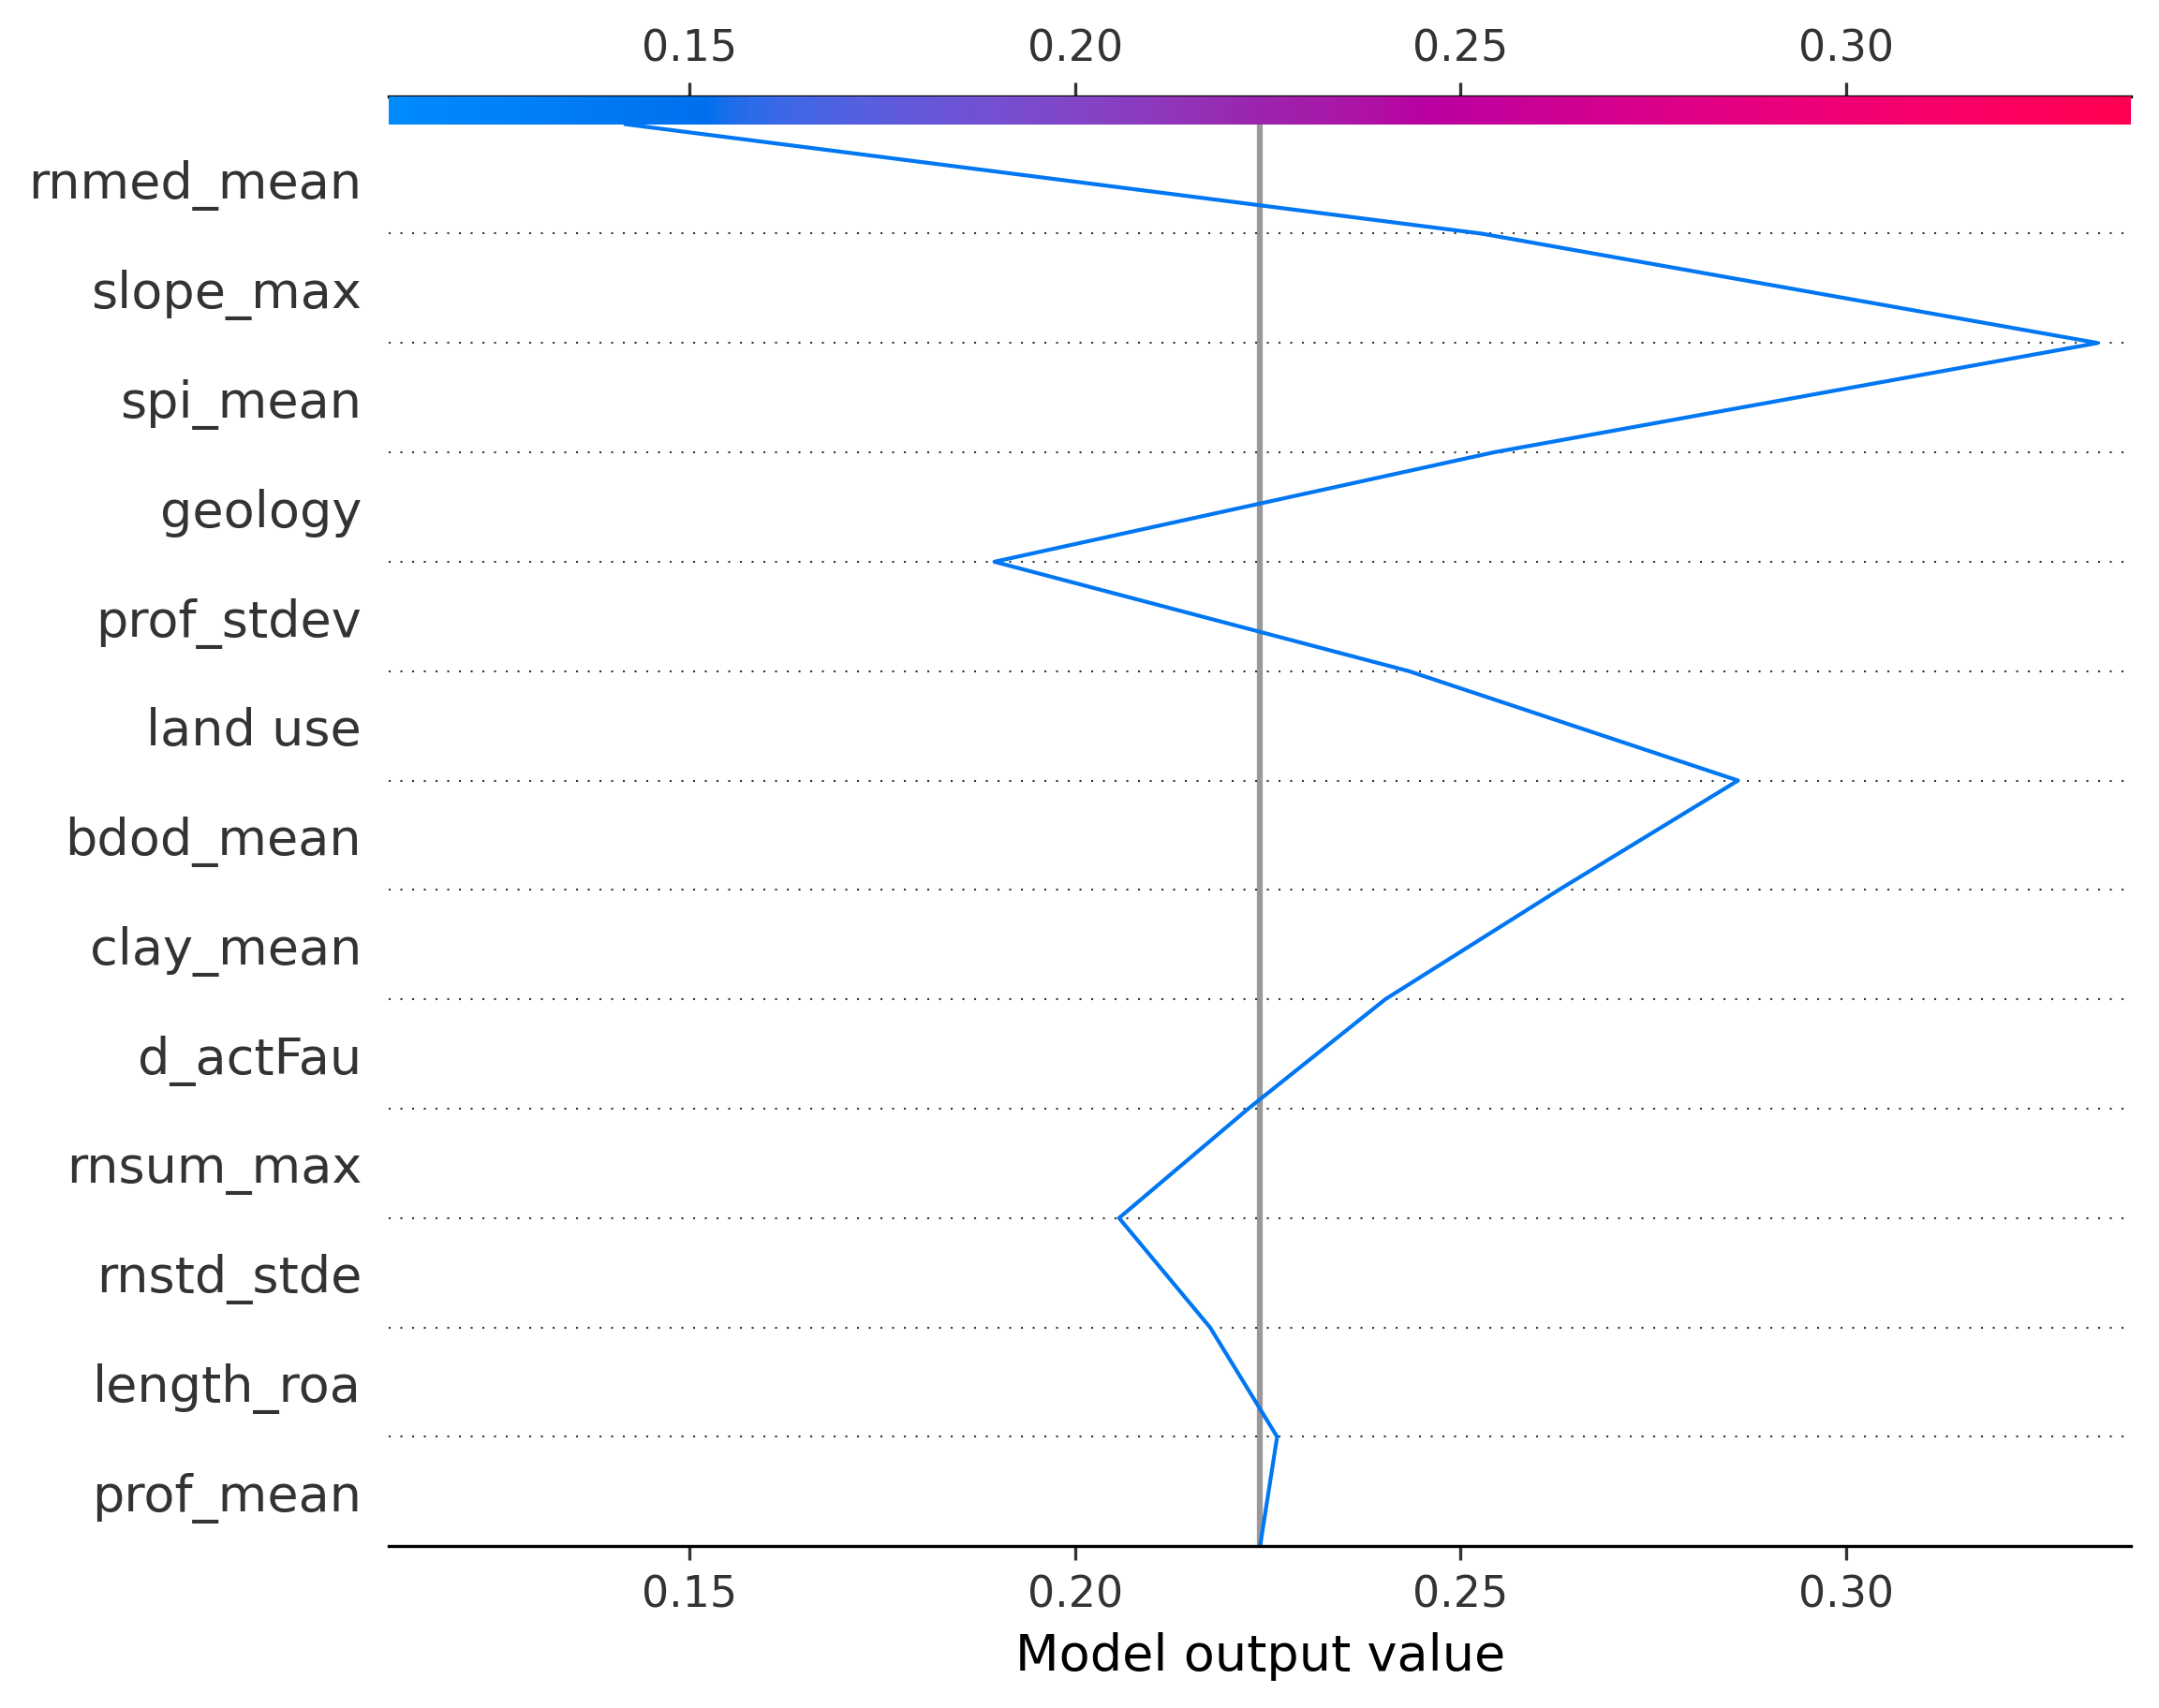 0.15 0.20 0.25 0.30
rnmed_mean
slope_max
spi_mean
geology
prof_stdev
land use
bdod_mean
clay_mean
d_actFau
rnsum_max
rnstd_stde
length_roa
prof_mean
0.15 0.20 0.25 0.30
Model output value